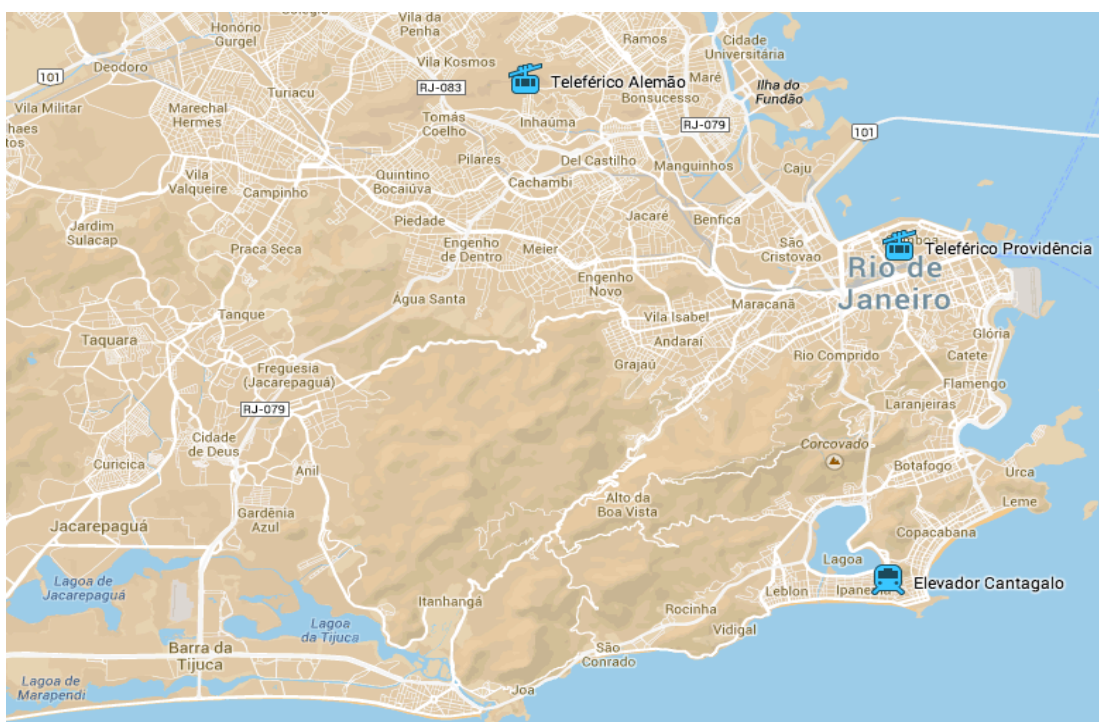 Vila da
Penha
Ramos
Cidade
Universitária
Honório
Gurgel
Deodoro
Vila Kosmos
101
Turiacu
RJ-083
Teleférico Alemão
Maré
Ilha do
Fundão
Bonsucesso
Vila Militar
Marechal
Hermes
Tomás
Coelho
Inhaúma
RJ-079
101
Pilares
Del Castilho
Manguinhos
Caju
Vila
Valqueire
Campinho
Quintino
Bocaiúva
Cachambi
Jardim
Sulacap
Piedade
Jacaré
Benfica
Praça Seca
Engenho
de Dentro
Meier
São
Cristovao
Teleférico Providência
Rio de
Janeiro
Engenho
Novo
Água Santa
Maracanã
Tanque
Vila Isabel
Taquara
Andaraí
Glória
Freguesia
(Jacarepaguá)
Grajaú
Rio Comprido
Catete
Flamengo
RJ-079
Laranjeiras
Cidade
de Deus
Corcovado
Curicica
Anil
Botafogo
Urca
Alto da
Boa Vista
Leme
Gardênia
Azul
Jacarepaguá
Copacabana
Lagoa
Lagoa de
Jacarepaguá
Elevador Cantagalo
Leblon
Itanhangá
Rocinha
Lagoa
da Tijuca
Vidigal
Barra da
Tijuca
São
Conrado
Lagoa de
Marapendi
Joa